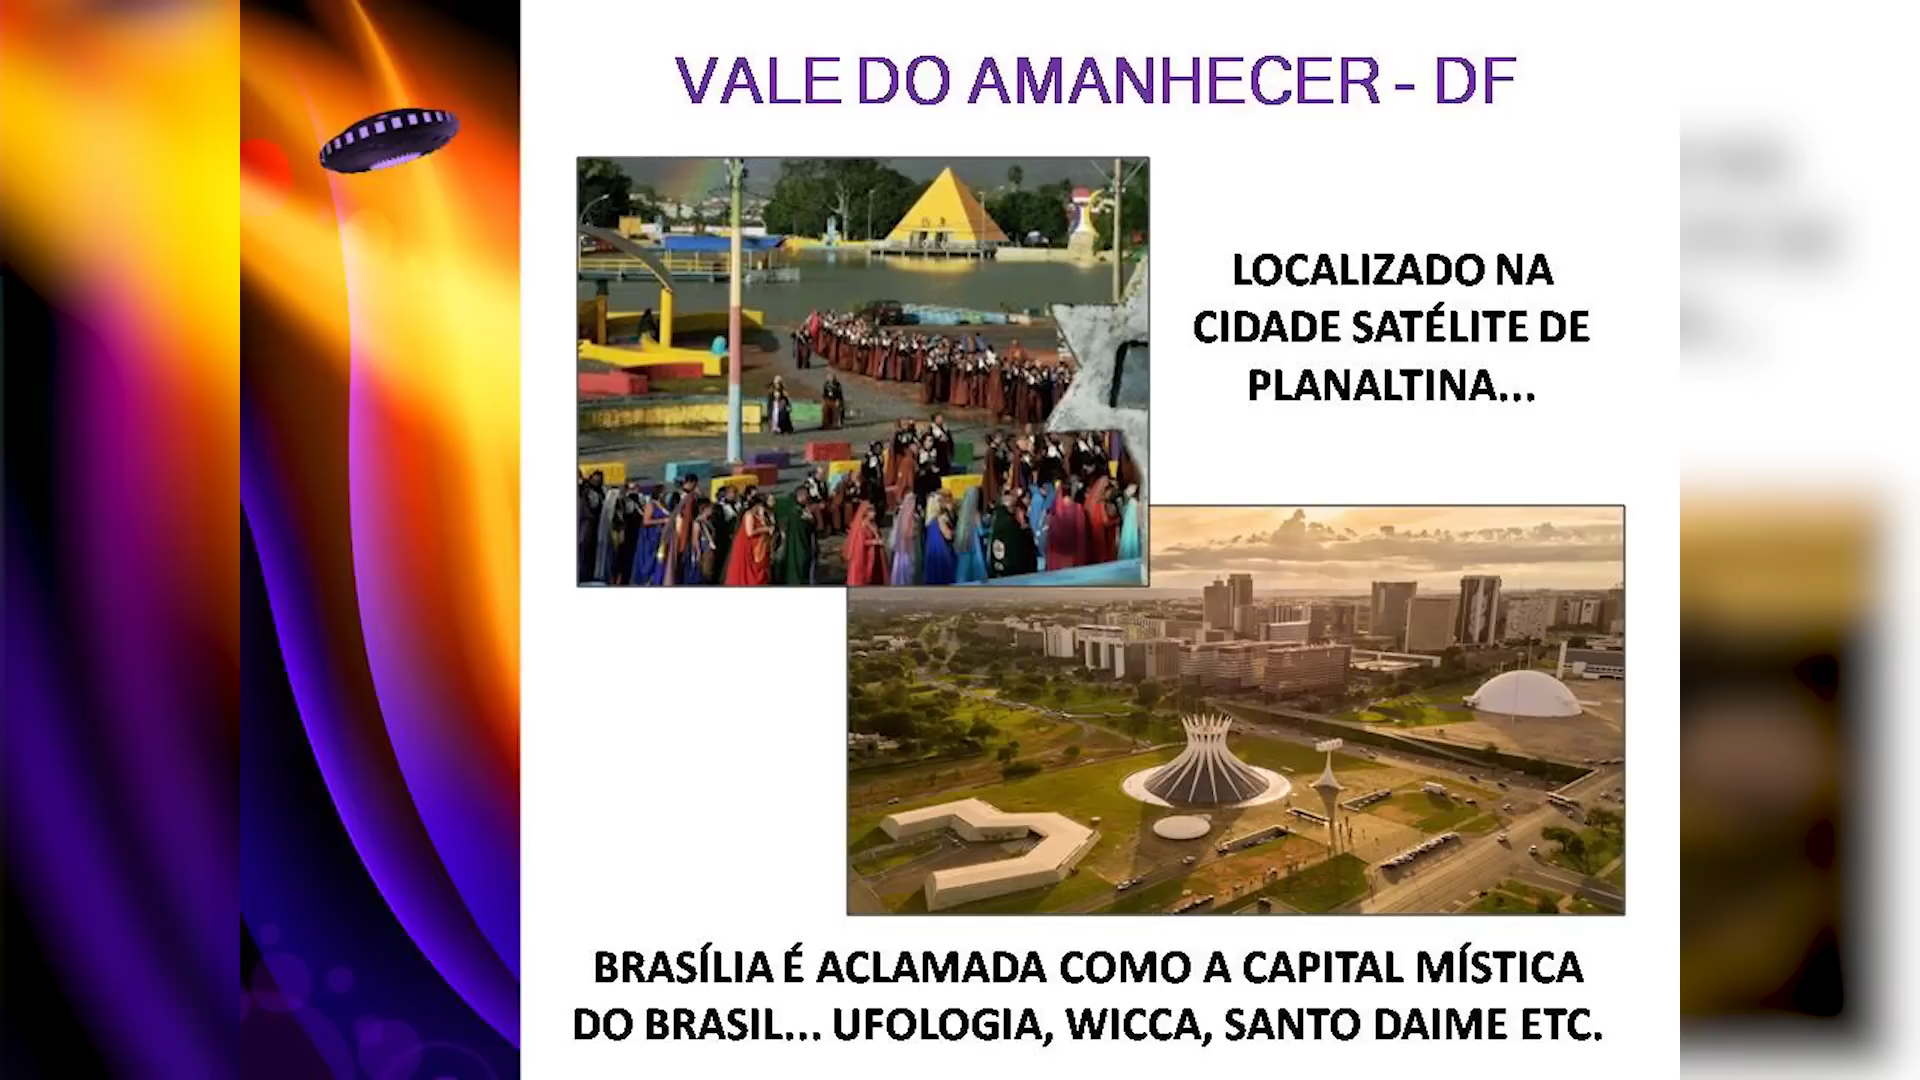 VALE DO AMANHECER - DF
LOCALIZADO NA
CIDADE SATÉLITE DE
PLANALTINA...
BRASÍLIA É ACLAMADA COMO A CAPITAL MÍSTICA
DO BRASIL... UFOLOGIA, WICCA, SANTO DAIME ETC.